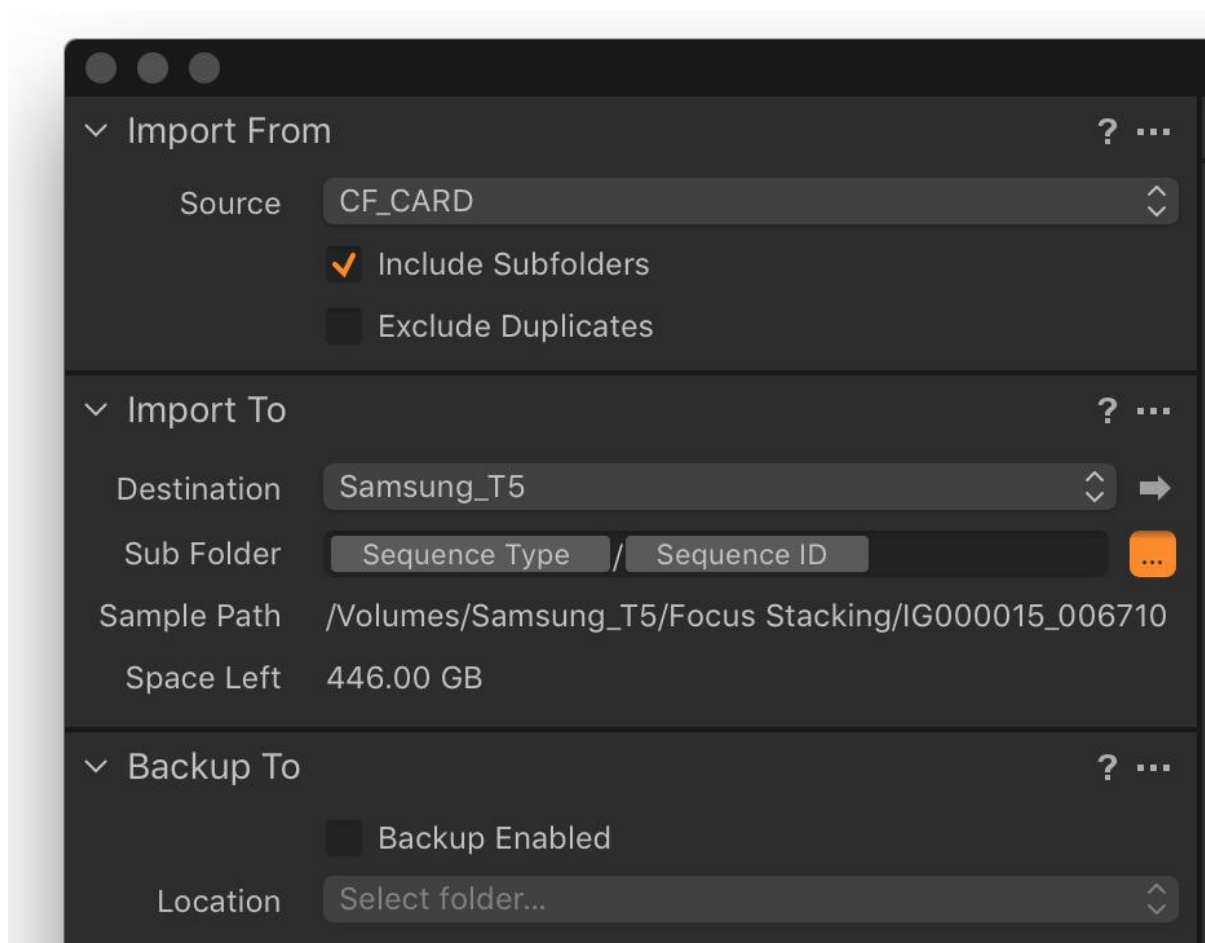 Import From ? ...
Source CF_CARD
Include Subfolders
Exclude Duplicates
Import To ? ...
Destination Samsung_T5
Sub Folder Sequence Type / Sequence ID ...
Sample Path /Volumes/Samsung_T5/Focus Stacking/IG000015_006710
Space Left 446.00 GB
Backup To ? ...
Backup Enabled
Location Select folder...